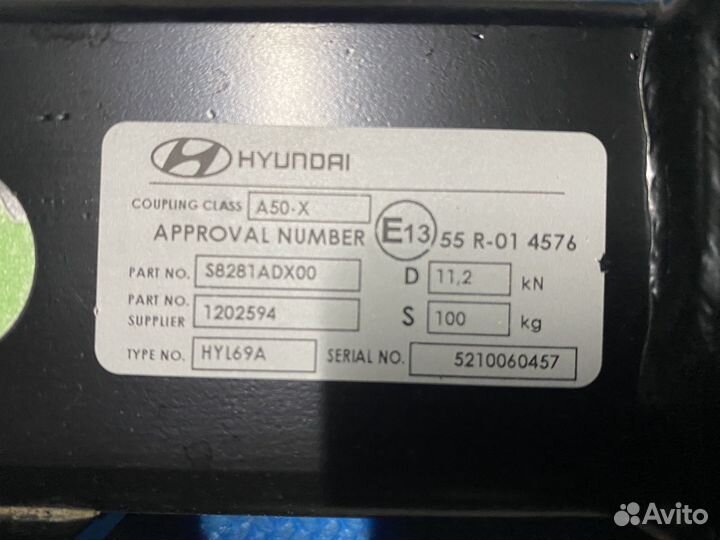 HYUNDAI
COUPLING CLASS A50-X
APPROVAL NUMBER E13 55 R-01 4576
PART NO. S8281ADX00 D 11,2 kN
PART NO. SUPPLIER 1202594 S 100 kg
TYPE NO. HYL69A SERIAL NO. 5210060457
Avito